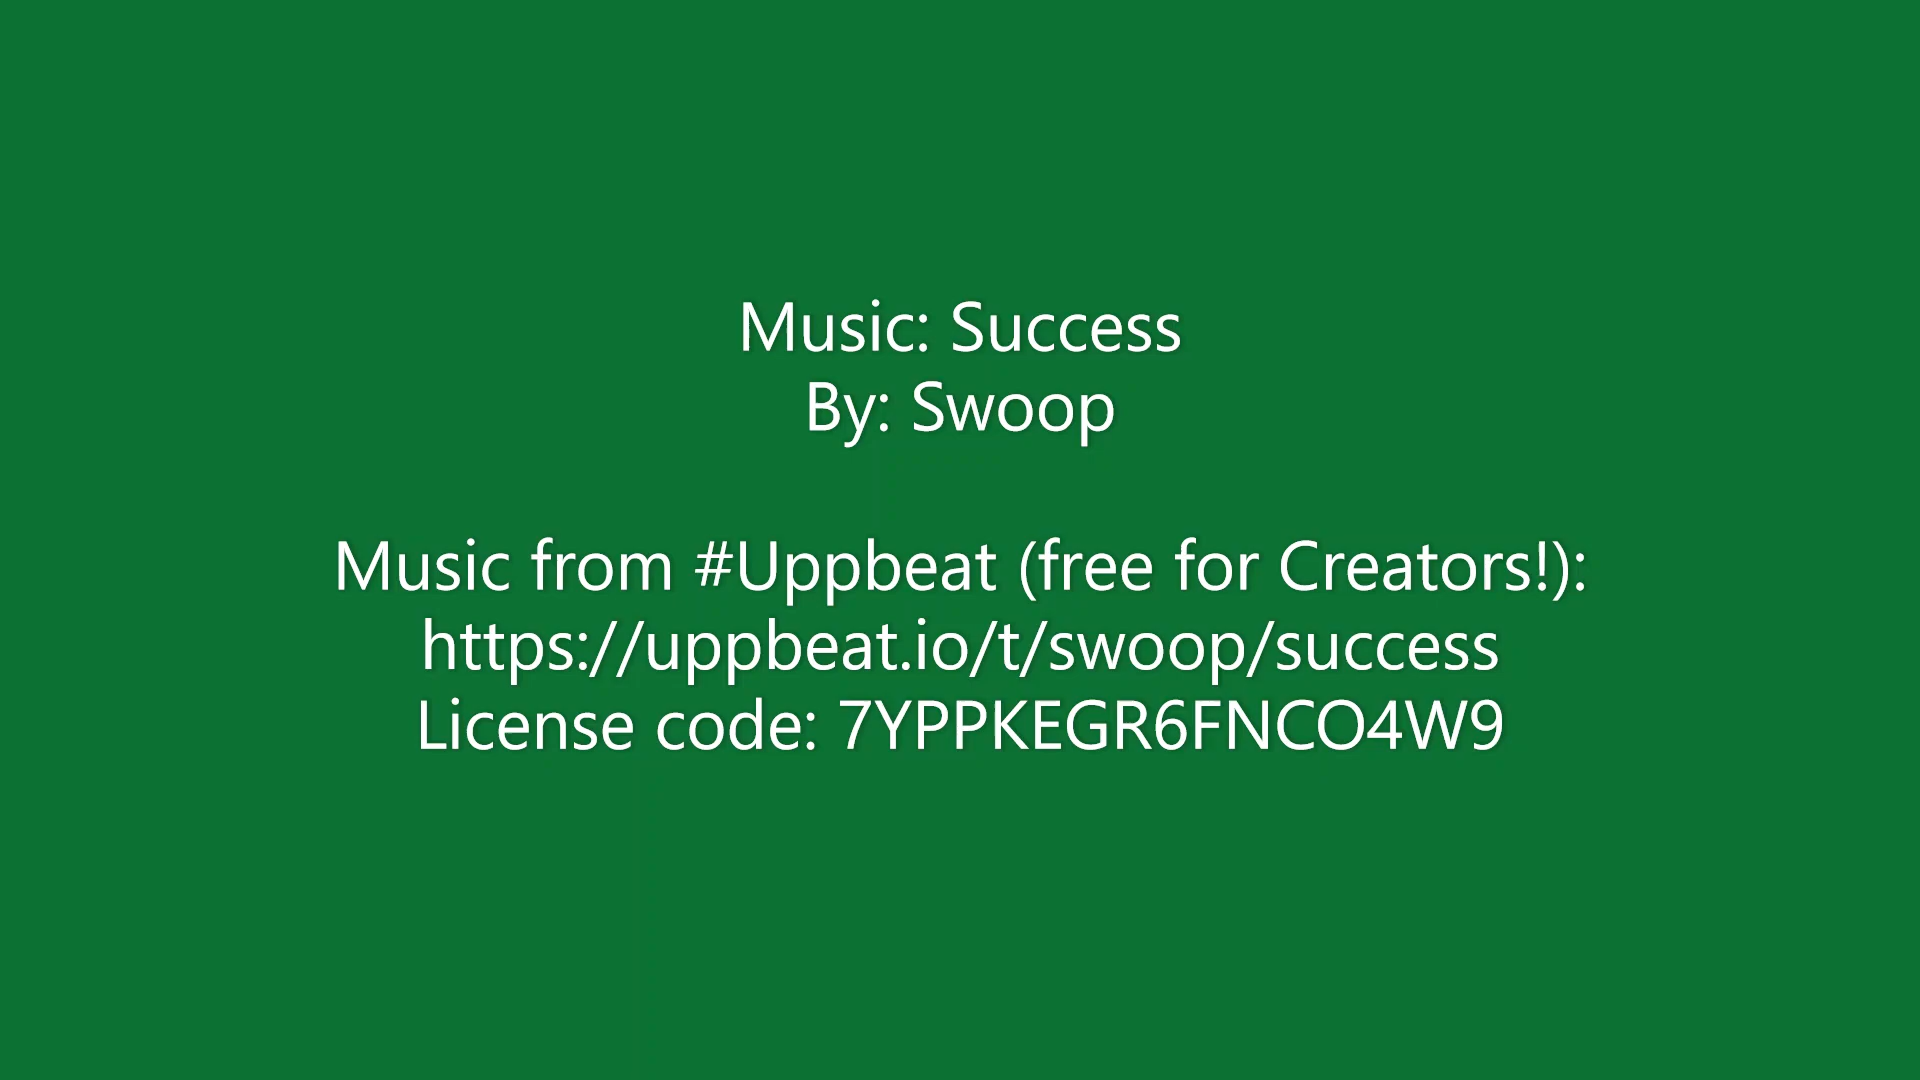 Music: Success
By: Swoop
Music from #Uppbeat (free for Creators!):
https://uppbeat.io/t/swoop/success
License code: 7YPPKEGR6FNCO4W9